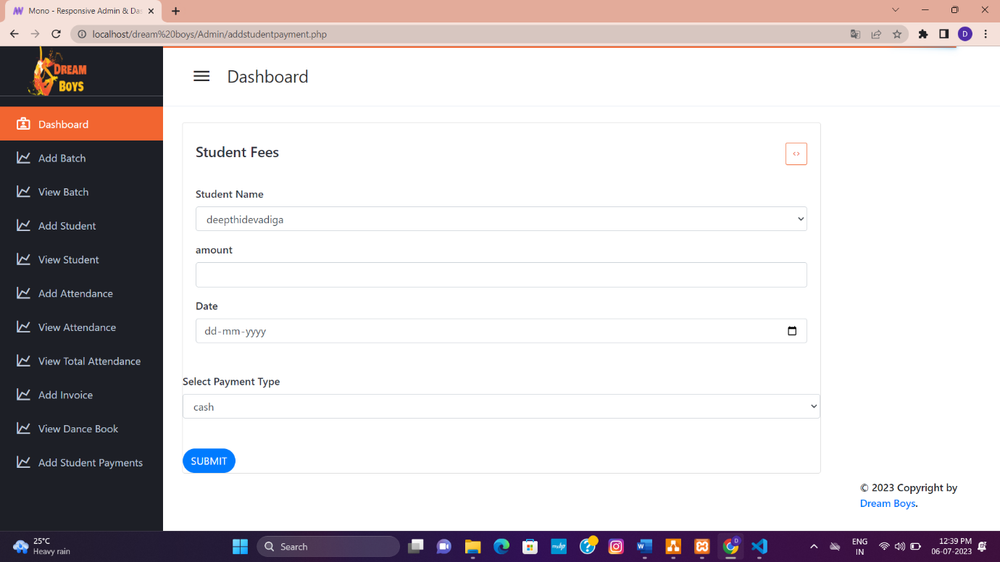 Mono - Responsive Admin & Das
localhost/dream%20boys/Admin/addstudentpayment.php
D
DREAM
BOYS
Dashboard
Dashboard
Add Batch
View Batch
Add Student
View Student
Add Attendance
View Attendance
View Total Attendance
Add Invoice
View Dance Book
Add Student Payments
Student Fees
Student Name
deepthidevadiga
amount
Date
dd-mm-yyyy
Select Payment Type
cash
SUBMIT
© 2023 Copyright by
Dream Boys.
25°C
Heavy rain
Search
myhp
D
ENG
IN
12:39 PM
06-07-2023